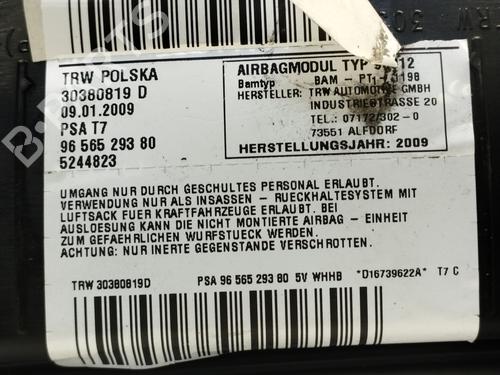 TRW POLSKA
30380819 D
09.01.2009
PSA T7
96 565 293 80
5244823
AIRBAGMODUL TYP 12
Bamtyp BAM - PT1-
HERSTELLER: TRW AUTOMOTIVE GMBH
INDUSTRIESTRASSE 20
TEL.: 07172/302-0
73551 ALFDORF
HERSTELLUNGSJAHR: 2009
UMGANG NUR DURCH GESCHULTES PERSONAL ERLAUBT.
VERWENDUNG NUR ALS INSASSEN - RUECKHALTESYSTEM MIT
LUFTSACK FUER KRAFTFAHRZEUGE ERLAUBT. BEI
AUSLOESUNG KANN DIE NICHT MONTIERTE AIRBAG - EINHEIT
ZUM GEFAEHRLICHEN WURFSTUECK WERDEN.
ACHTUNG: NUR INERTE GEGENSTANDE VERSCHROTTEN.
TRW 30380819D PSA 96 565 293 80 5V WHHB *D16739622A* T7 C